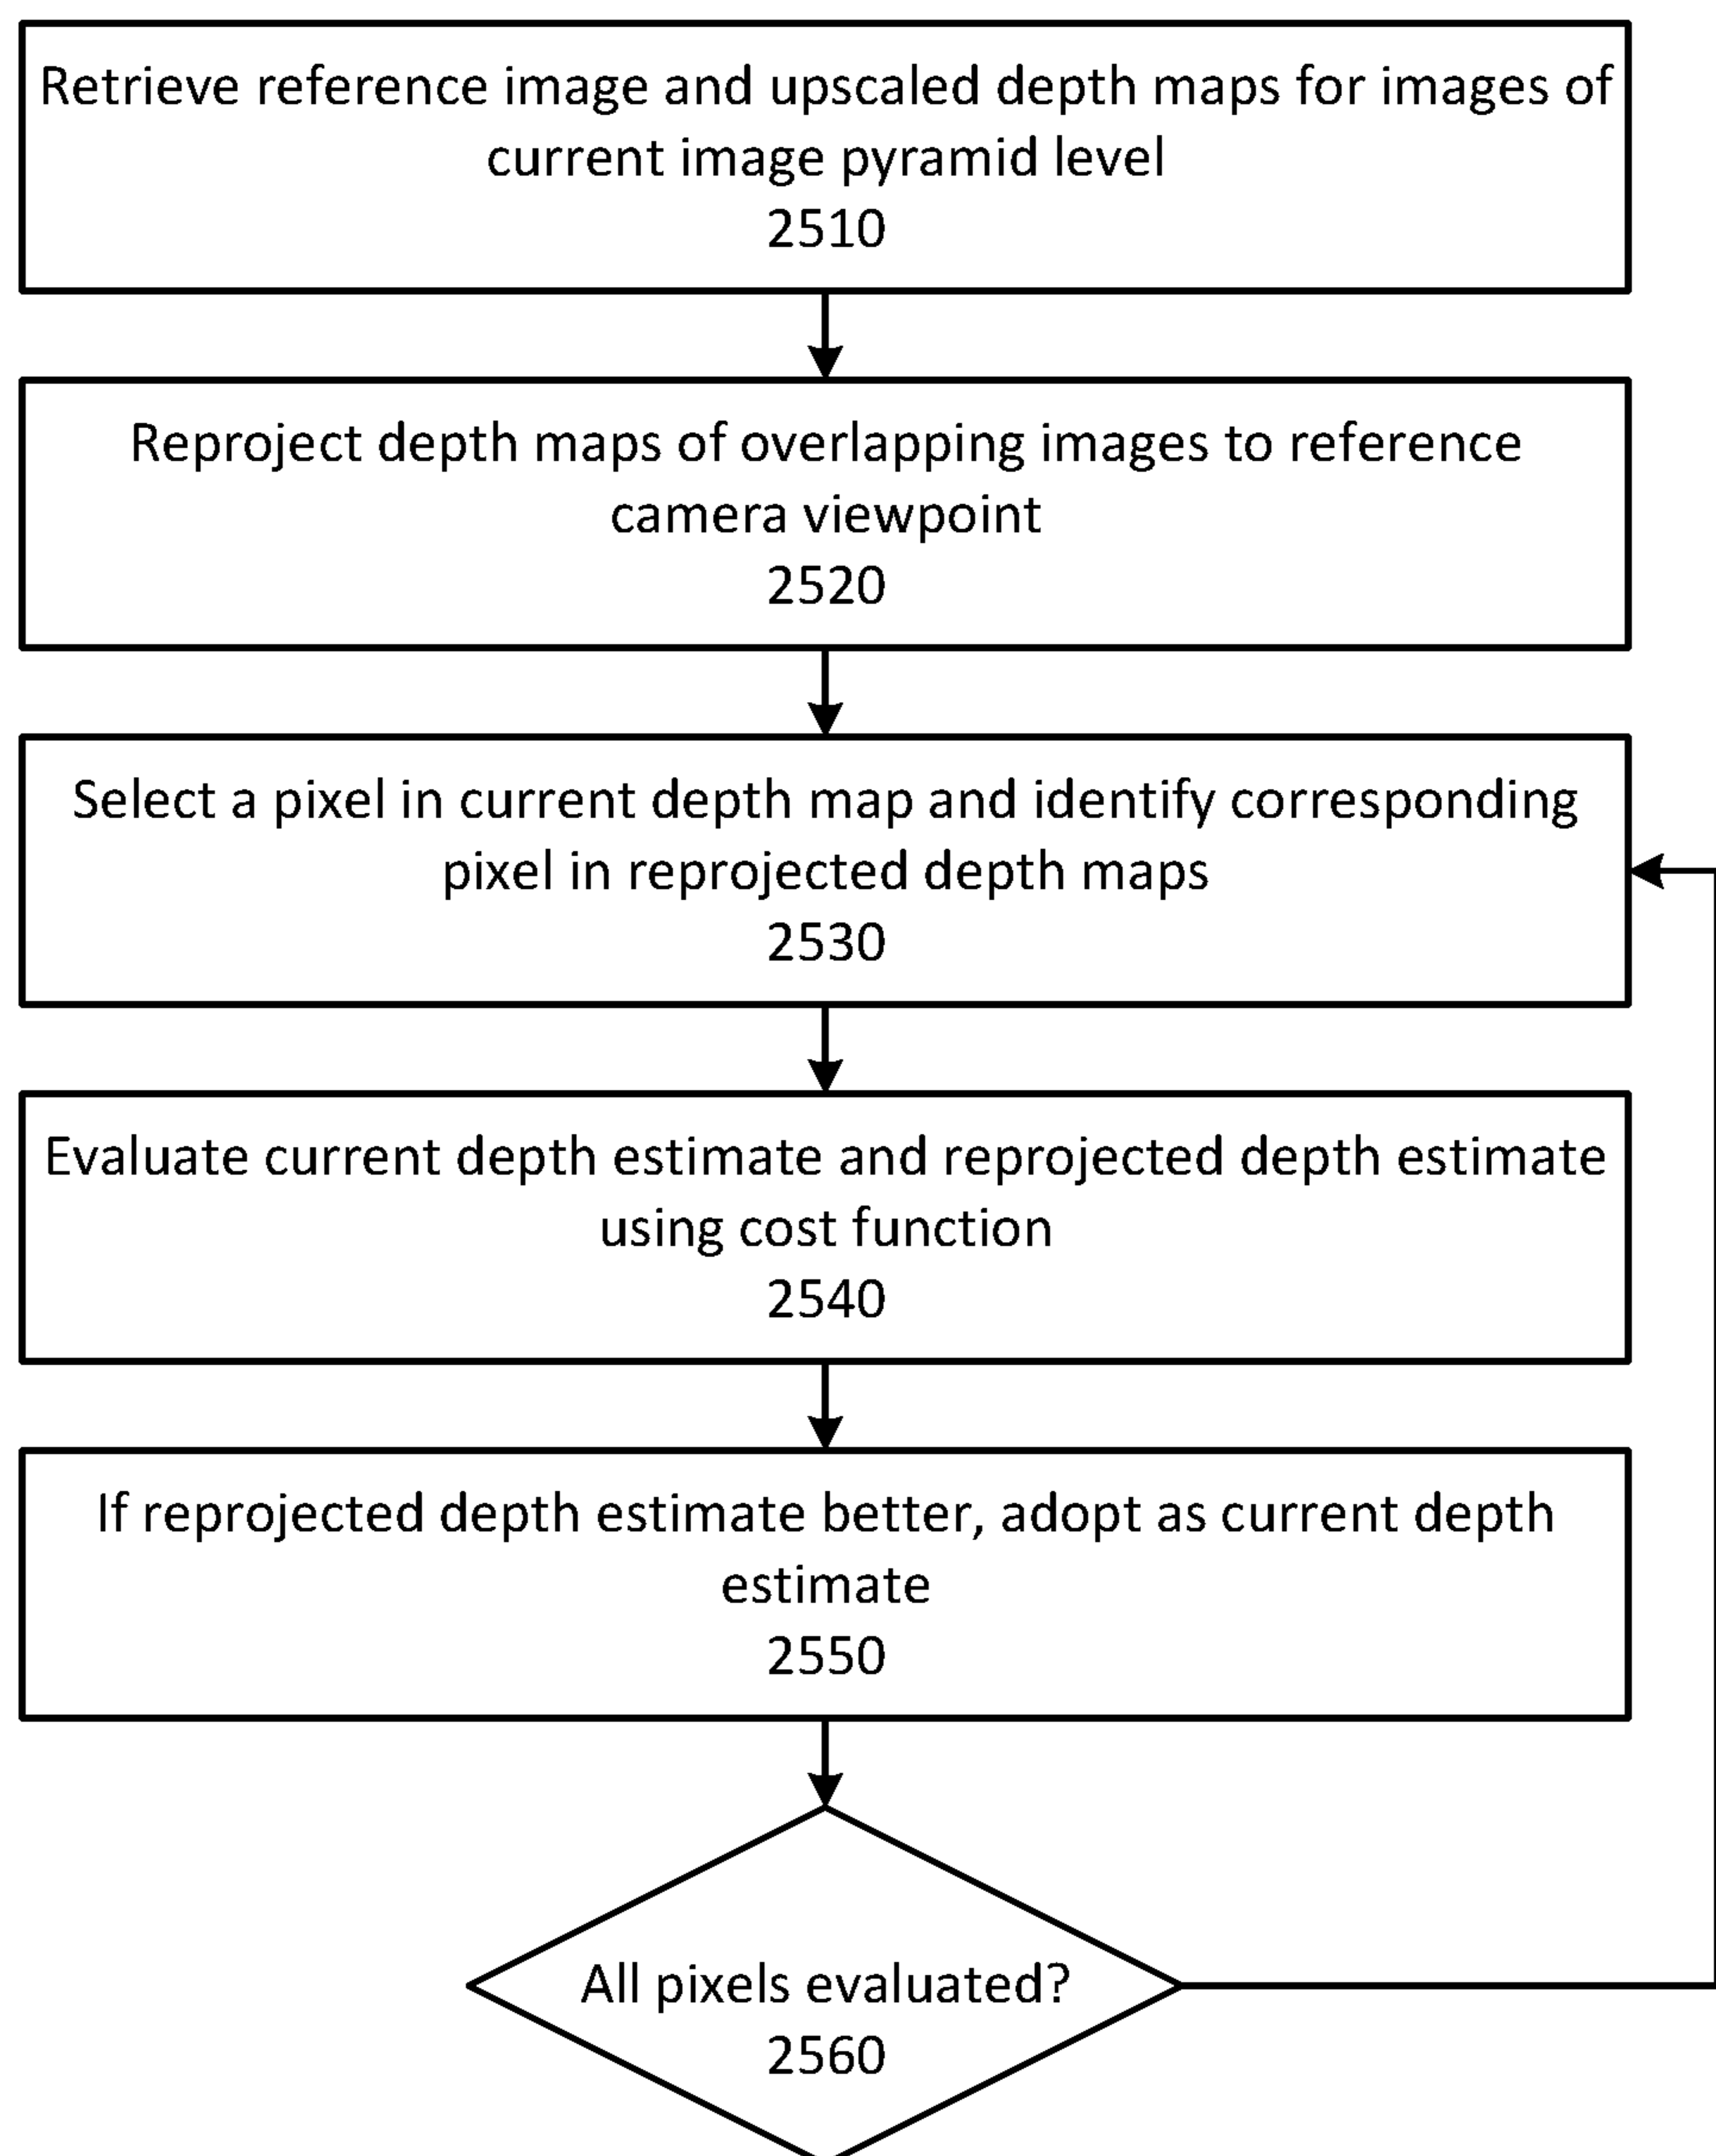 Retrieve reference image and upscaled depth maps for images of
current image pyramid level
2510
Reproject depth maps of overlapping images to reference
camera viewpoint
2520
Select a pixel in current depth map and identify corresponding
pixel in reprojected depth maps
2530
Evaluate current depth estimate and reprojected depth estimate
using cost function
2540
If reprojected depth estimate better, adopt as current depth
estimate
2550
All pixels evaluated?
2560